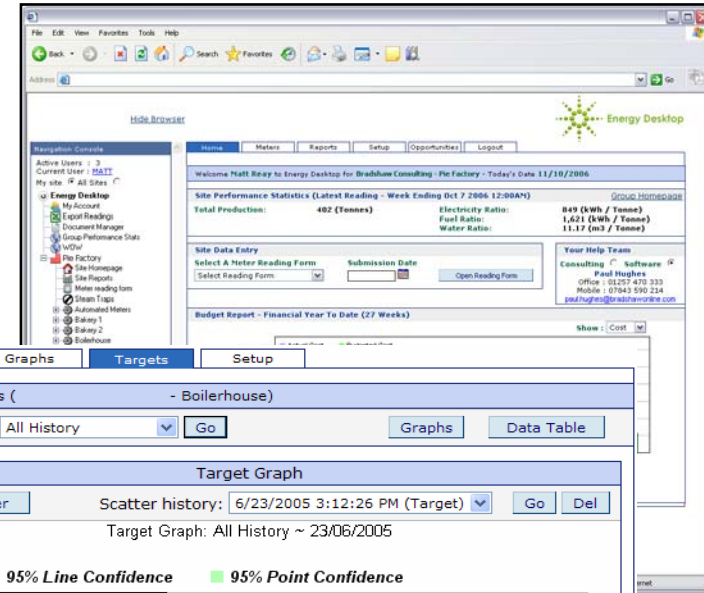 File Edit View Favorites Tools Help
Back Search Favorites
Address Go
Hide Browser
Energy Desktop
Navigation Console
Home Meters Reports Setup Opportunities Logout
Active Users : 3
Current User : MATT
My site All Sites
Energy Desktop
My Account
Export Readings
Document Manager
Group Performance Stats
WDW
Pie Factory
Site Homepage
Site Reports
Meter reading form
Steam Traps
Automated Meters
Bakery 1
Bakery 2
Boilerhouse
Welcome Matt Reay to Energy Desktop for Bradshaw Consulting - Pie Factory - Today's Date 11/10/2006
Site Performance Statistics (Latest Reading - Week Ending Oct 7 2006 12:00AM) Group Homepage
Total Production: 402 (Tonnes) Electricity Ratio: 849 (kWh / Tonne)
Fuel Ratio: 1,621 (kWh / Tonne)
Water Ratio: 11.17 (m3 / Tonne)
Site Data Entry
Select A Meter Reading Form Submission Date
Select Reading Form Open Reading Form
Your Help Team
Consulting Software
Paul Hughes
Office : 01257 470 333
Mobile : 07843 590 214
paul.hughes@bradshawonline.com
Budget Report - Financial Year To Date (27 Weeks)
Show : Cost
Graphs Targets Setup
- Boilerhouse)
All History Go Graphs Data Table
Target Graph
Scatter history: 6/23/2005 3:12:26 PM (Target) Go Del
Target Graph: All History ~ 23/06/2005
95% Line Confidence 95% Point Confidence